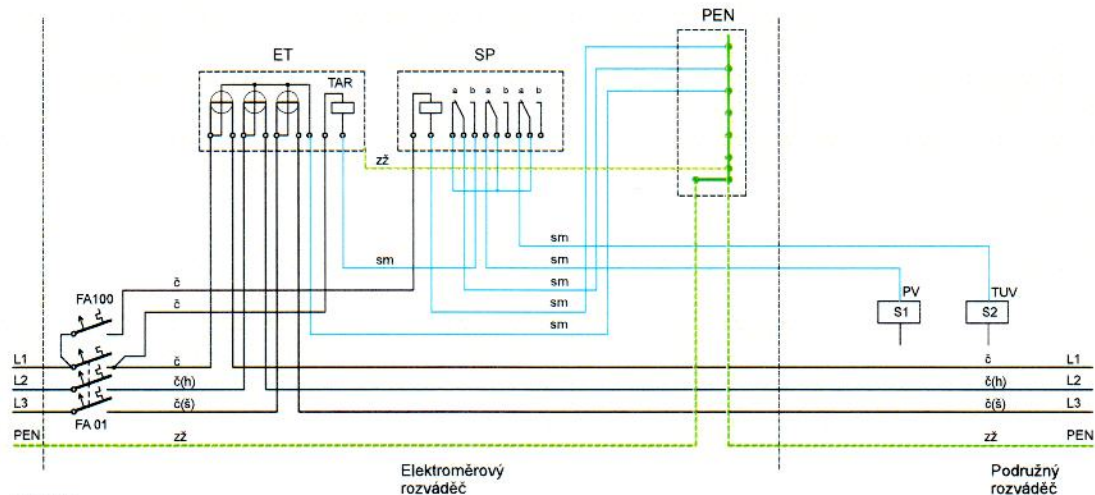 PEN
ET
SP
TAR
a b a b a b
zž
sm
sm
sm
sm
sm
sm
č
č
FA100
PV
TUV
S1
S2
L1
č
č
L1
L2
č(h)
č(h)
L2
L3
č(š)
č(š)
L3
FA 01
PEN
zž
zž
PEN
Elektroměrový
rozváděč
Podružný
rozváděč